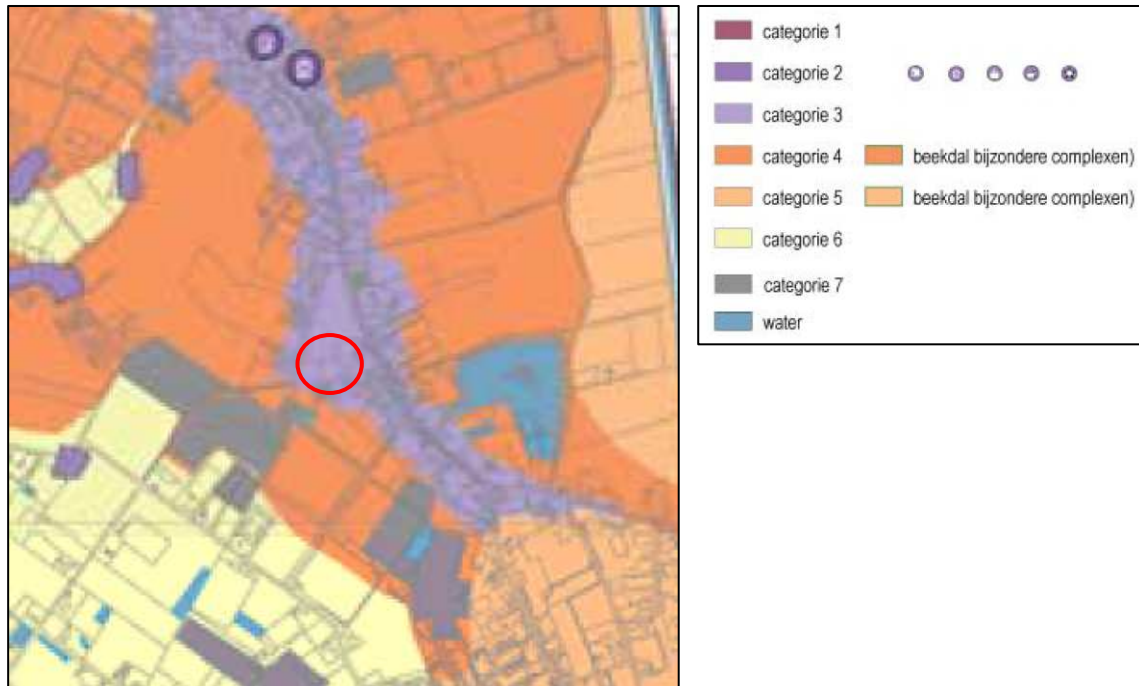 categorie 1
categorie 2
categorie 3
categorie 4
beekdal bijzondere complexen)
categorie 5
beekdal bijzondere complexen)
categorie 6
categorie 7
water